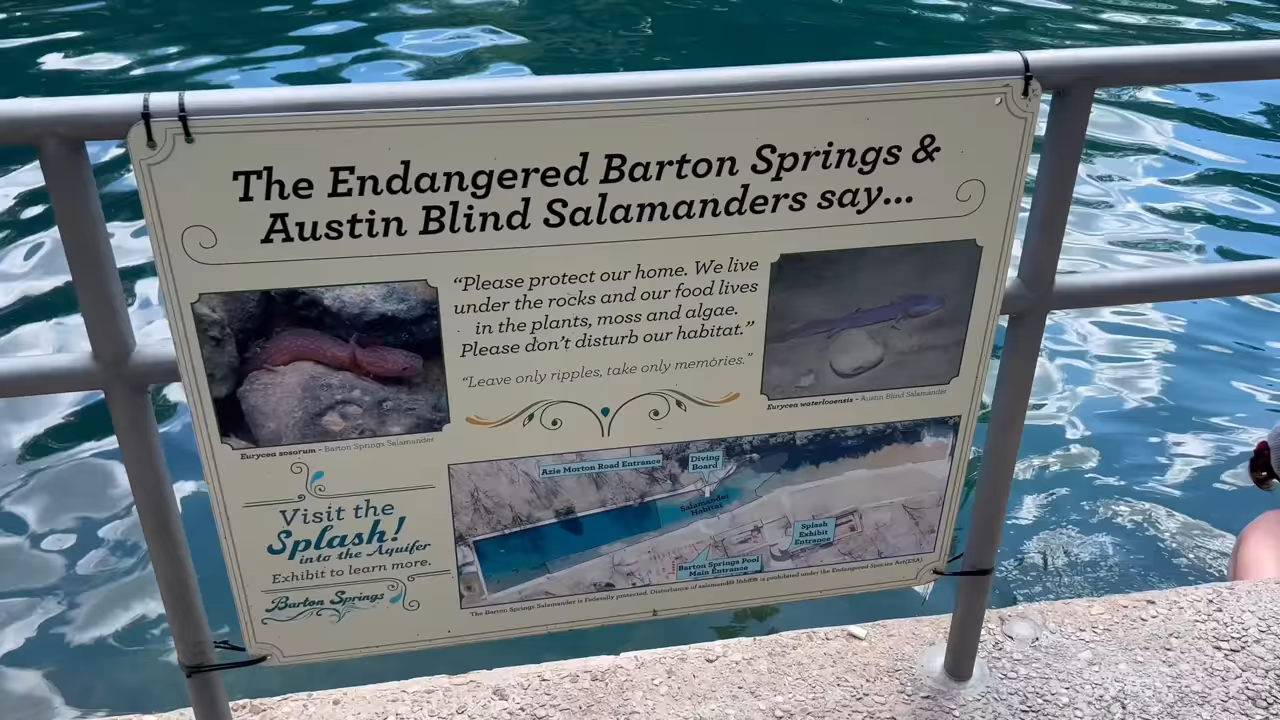 The Endangered Barton Springs &
Austin Blind Salamanders say...
“Please protect our home. We live
under the rocks and our food lives
in the plants, moss and algae.
Please don’t disturb our habitat.”
“Leave only ripples, take only memories.”
Eurycea sosorum - Barton Springs Salamander
Eurycea waterlooensis - Austin Blind Salamander
Visit the
Splash!
into the Aquifer
Exhibit to learn more.
Barton Springs
Azie Morton Road Entrance
Diving
Board
Salamander
Habitat
Splash
Exhibit
Entrance
Barton Springs Pool
Main Entrance
The Barton Springs Salamander is Federally protected. Disturbance of salamander habitat is prohibited under the Endangered Species Act(ESA)